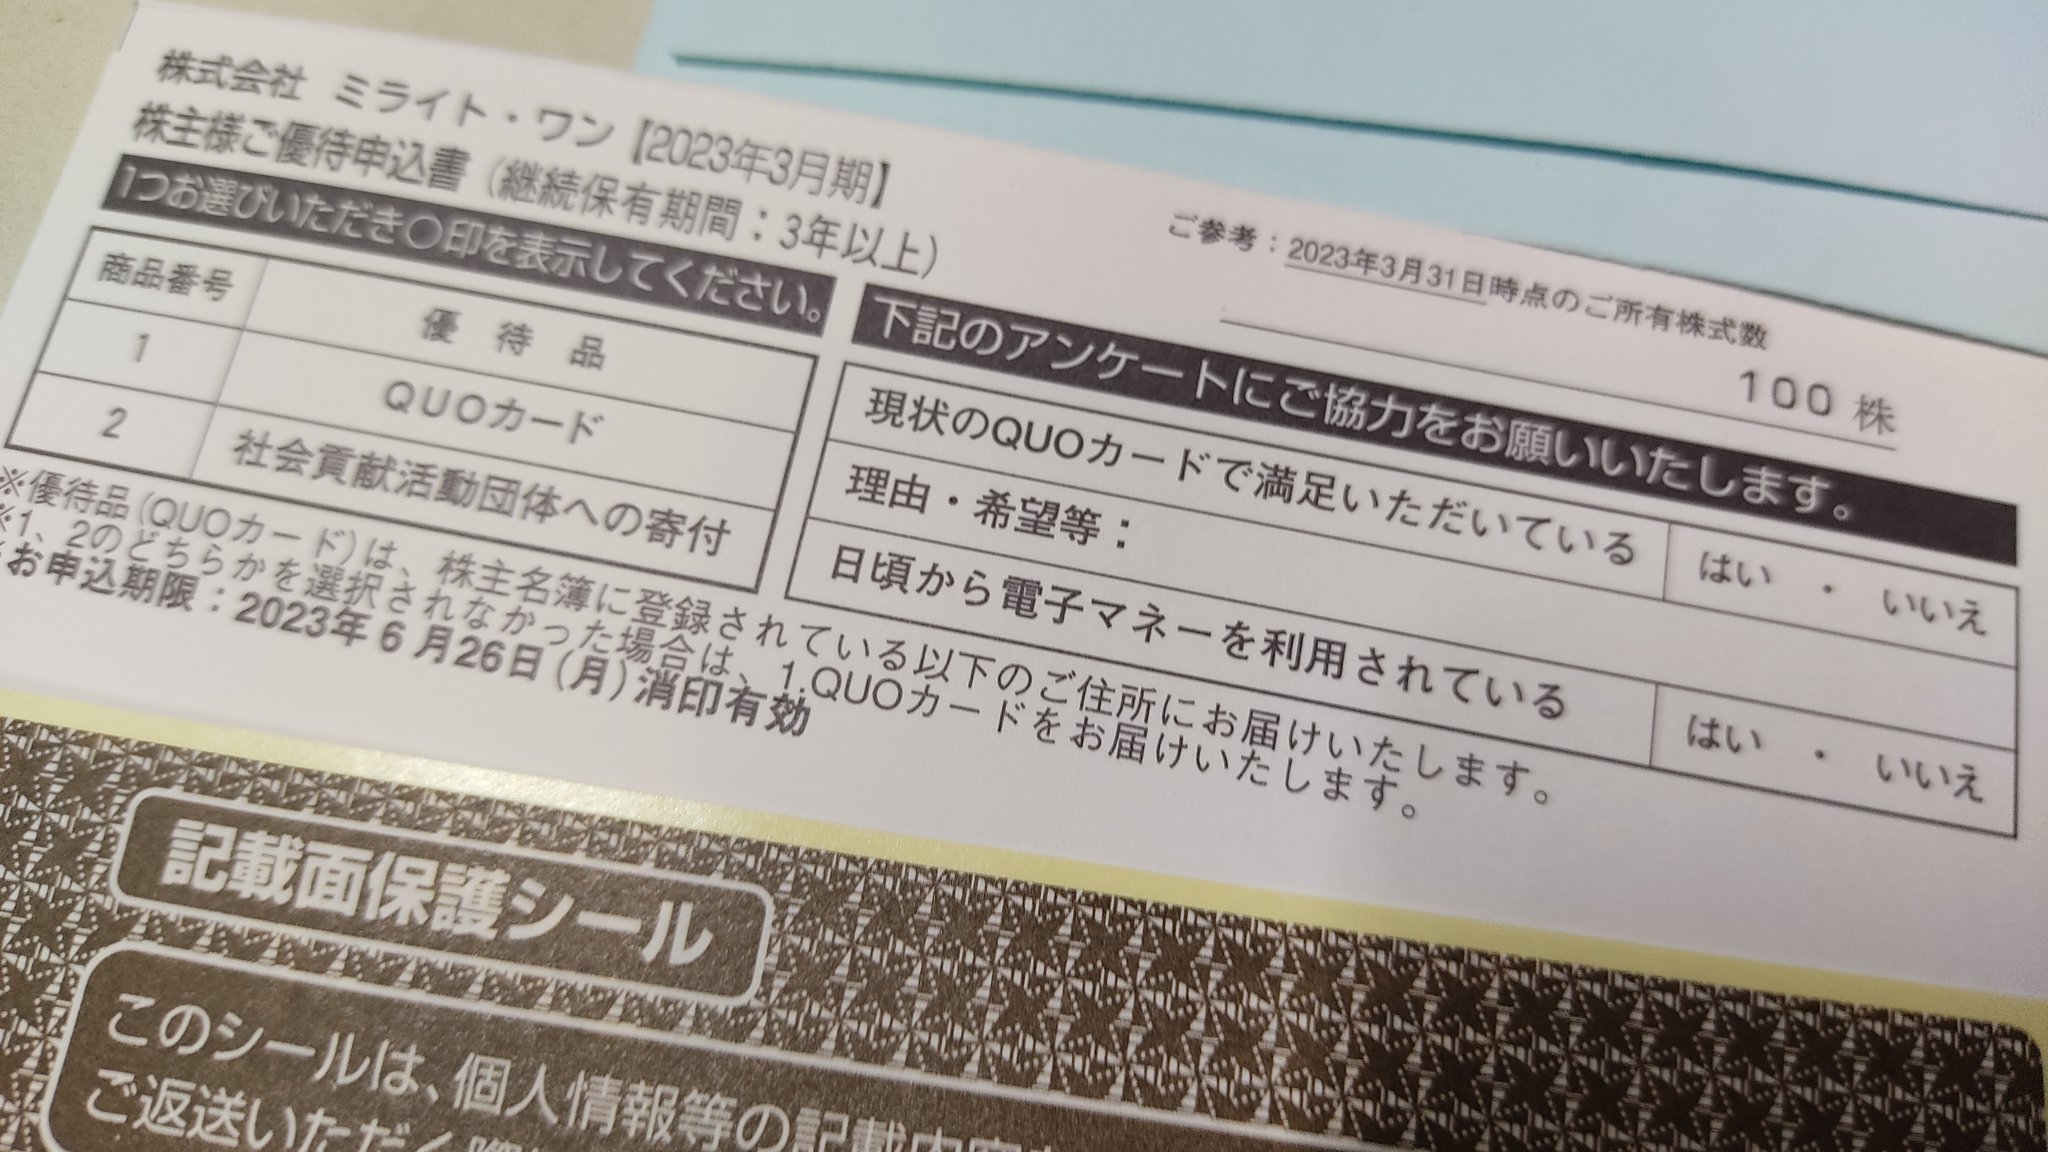 株式会社 ミライト・ワン【2023年3月期】
株主様ご優待申込書（継続保有期間：3年以上）
1つお選びいただき〇印を表示してください。
商品番号
優待品
1
QUOカード
2
社会貢献活動団体への寄付
ご参考：2023年3月31日時点のご所有株式数
100 株
下記のアンケートにご協力をお願いいたします。
現状のQUOカードで満足いただいている
はい ・ いいえ
理由・希望等：
日頃から電子マネーを利用されている
はい ・ いいえ
※優待品(QUOカード)は、株主名簿に登録されている以下のご住所にお届けいたします。
※1、2のどちらかを選択されなかった場合は、1.QUOカードをお届けいたします。
お申込期限：2023年6月26日(月)消印有効
記載面保護シール
このシールは、個人情報等の記載内容
ご返送いただく際